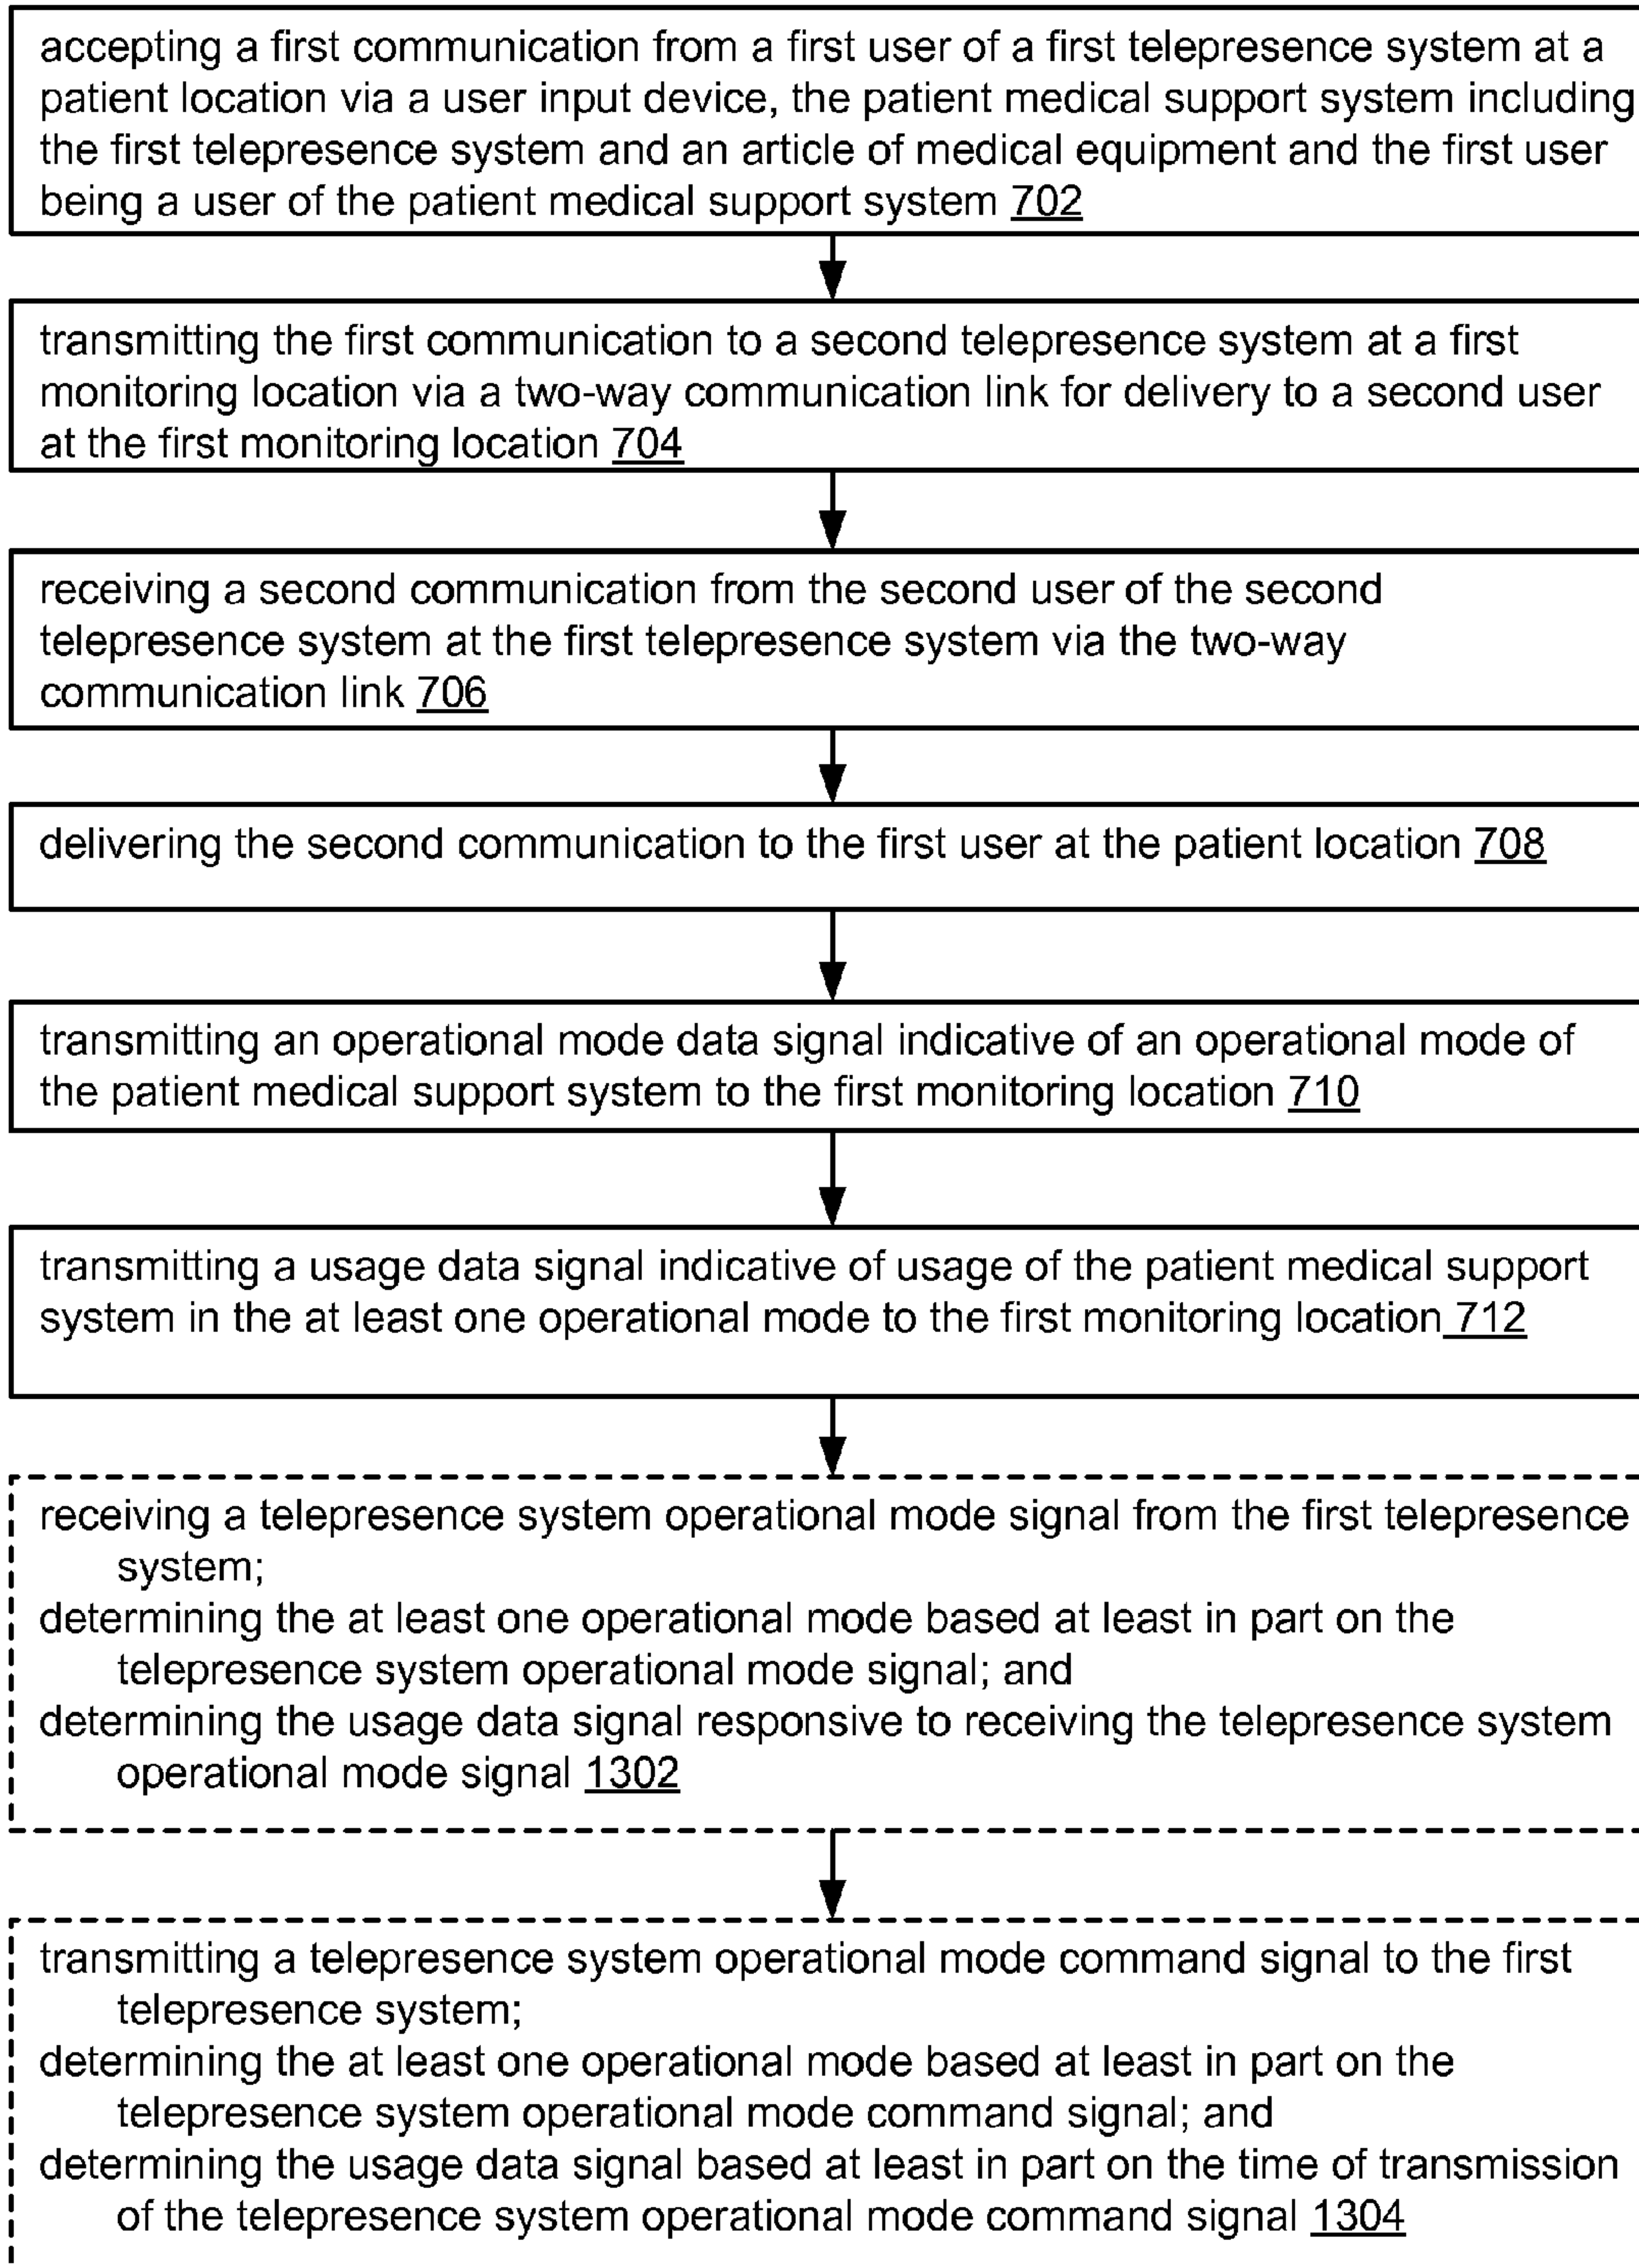 accepting a first communication from a first user of a first telepresence system at a
patient location via a user input device, the patient medical support system including
the first telepresence system and an article of medical equipment and the first user
being a user of the patient medical support system 702
transmitting the first communication to a second telepresence system at a first
monitoring location via a two-way communication link for delivery to a second user
at the first monitoring location 704
receiving a second communication from the second user of the second
telepresence system at the first telepresence system via the two-way
communication link 706
delivering the second communication to the first user at the patient location 708
transmitting an operational mode data signal indicative of an operational mode of
the patient medical support system to the first monitoring location 710
transmitting a usage data signal indicative of usage of the patient medical support
system in the at least one operational mode to the first monitoring location 712
receiving a telepresence system operational mode signal from the first telepresence
system;
determining the at least one operational mode based at least in part on the
telepresence system operational mode signal; and
determining the usage data signal responsive to receiving the telepresence system
operational mode signal 1302
transmitting a telepresence system operational mode command signal to the first
telepresence system;
determining the at least one operational mode based at least in part on the
telepresence system operational mode command signal; and
determining the usage data signal based at least in part on the time of transmission
of the telepresence system operational mode command signal 1304